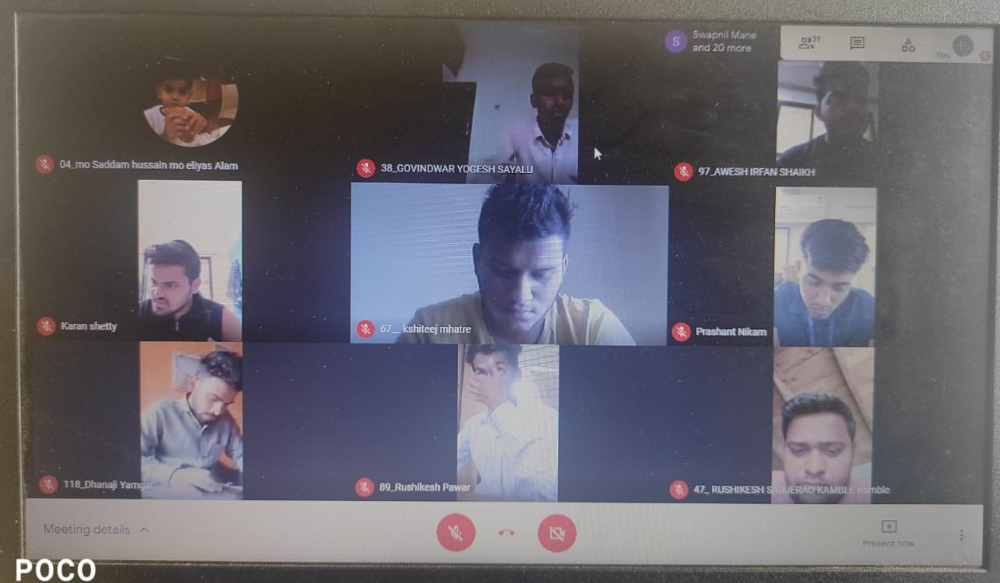 S
Swapnil Mane
and 20 more
31
You
04_mo Saddam hussain mo eliyas Alam
38_GOVINDWAR YOGESH SAYALU
97_AWESH IRFAN SHAIKH
Karan shetty
67__ kshiteej mhatre
Prashant Nikam
118_Dhanaji Yamgar
89_Rushikesh Pawar
47_ RUSHIKESH SARJERAO KAMBLE Kamble
Meeting details
Present now
POCO